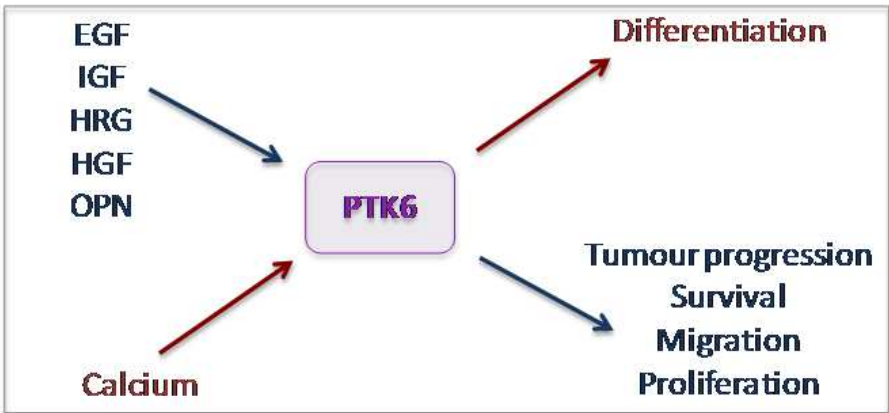 EGF
IGF
HRG
HGF
OPN
Calcium
PTK6
Differentiation
Tumour progression
Survival
Migration
Proliferation